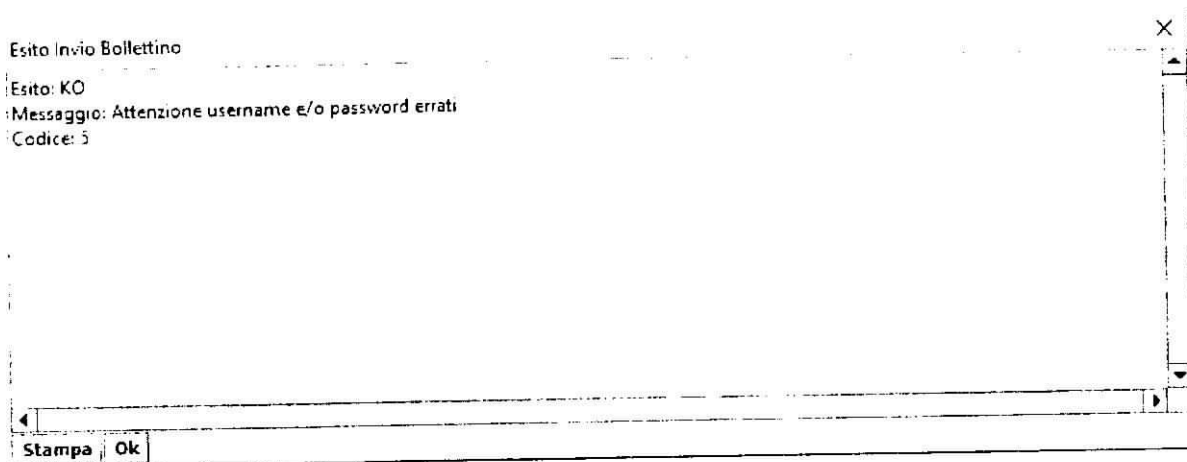 Esito Invio Bollettino
Esito: KO
Messaggio: Attenzione username e/o password errati
Codice: 5
Stampa
Ok